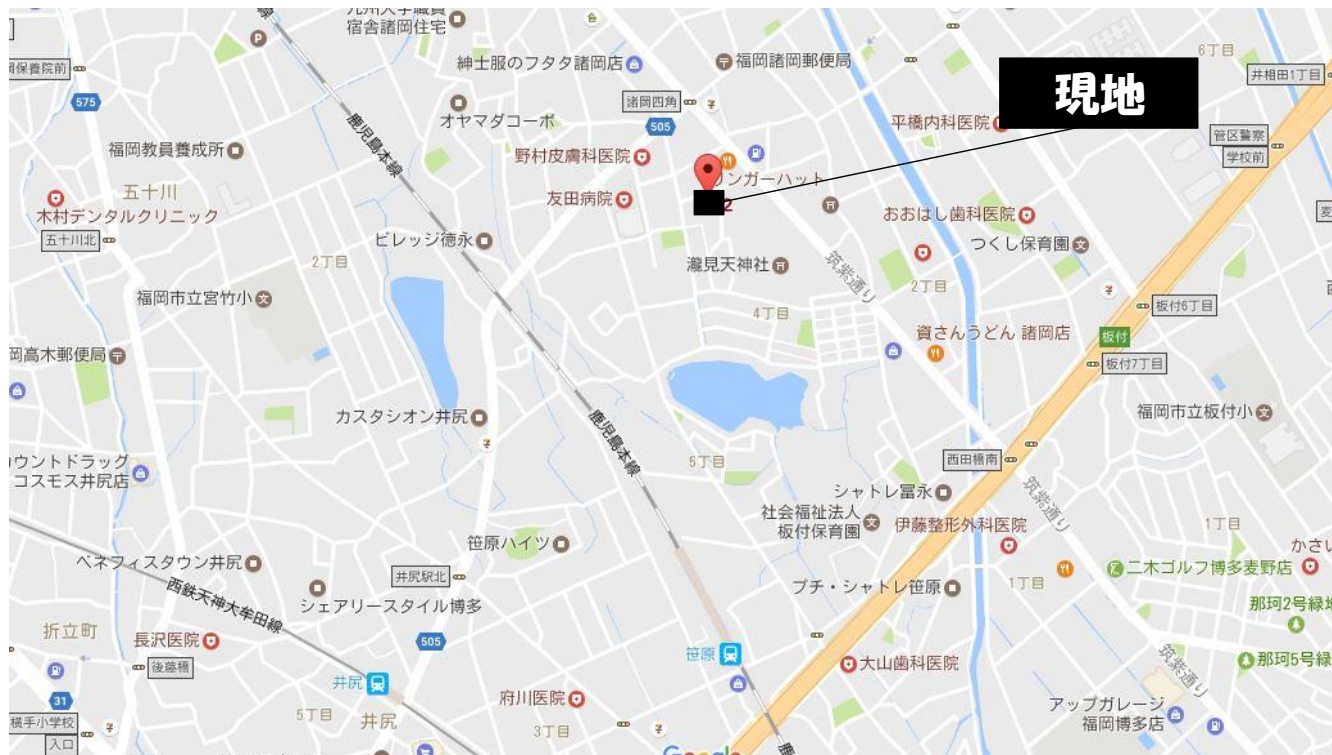 九州大学職員
宿舎諸岡住宅
紳士服のフタタ諸岡店
福岡諸岡郵便局
6丁目
井相田1丁目
保養院前
575
諸岡四角
現地
オヤマダコーポ
505
平橋内科医院
管区警察
学校前
鹿児島本線
福岡教員養成所
野村皮膚科医院
リンガーハット
五十川
友田病院
2
木村デンタルクリニック
おおはし歯科医院
五十川北
ビレッジ徳永
つくし保育園
2丁目
瀧見天神社
筑紫通り
2丁目
福岡市立宮竹小
4丁目
板付6丁目
資さんうどん 諸岡店
板付
岡高木郵便局
板付7丁目
カスタシオン井尻
鹿児島本線
福岡市立板付小
5丁目
西田橋南
ウントドラッグ
コスモス井尻店
シャトレ冨永
筑紫通り
社会福祉法人
板付保育園
伊藤整形外科医院
1丁目
笹原ハイツ
かさい
ベネフィスタウン井尻
井尻駅北
二木ゴルフ博多麦野店
西鉄天神大牟田線
シェアリースタイル博多
プチ・シャトレ笹原
1丁目
那珂2号緑地
折立町
長沢医院
505
笹原
筑紫通り
後藤橋
大山歯科医院
那珂5号緑
井尻
31
府川医院
アップガレージ
福岡博多店
横手小学校
入口
5丁目
井尻
3丁目
Google